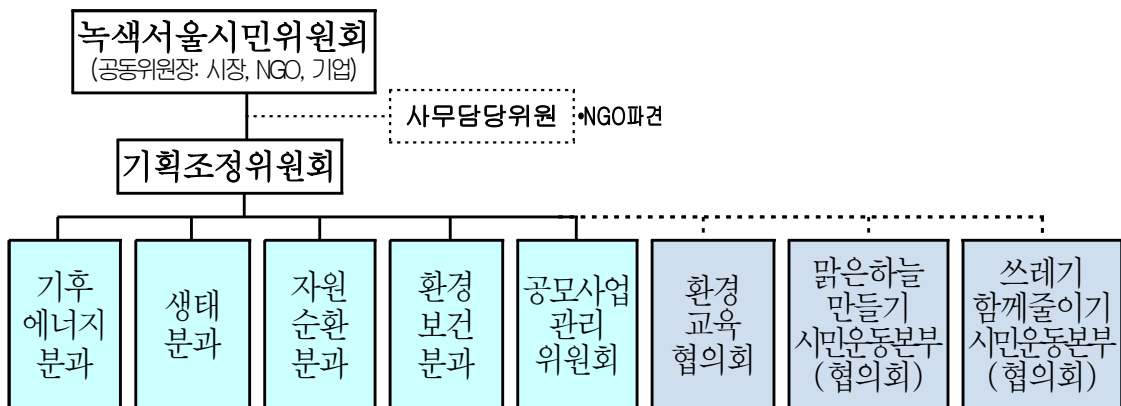 녹색서울시민위원회
(공동위원장: 시장, NGO, 기업)
사무담당위원
•NGO파견
기획조정위원회
기후
에너지
분과
생태
분과
자원
순환
분과
환경
보건
분과
공모사업
관리
위원회
환경
교육
협의회
맑은하늘
만들기
시민운동본부
(협의회)
쓰레기
함께줄이기
시민운동본부
(협의회)